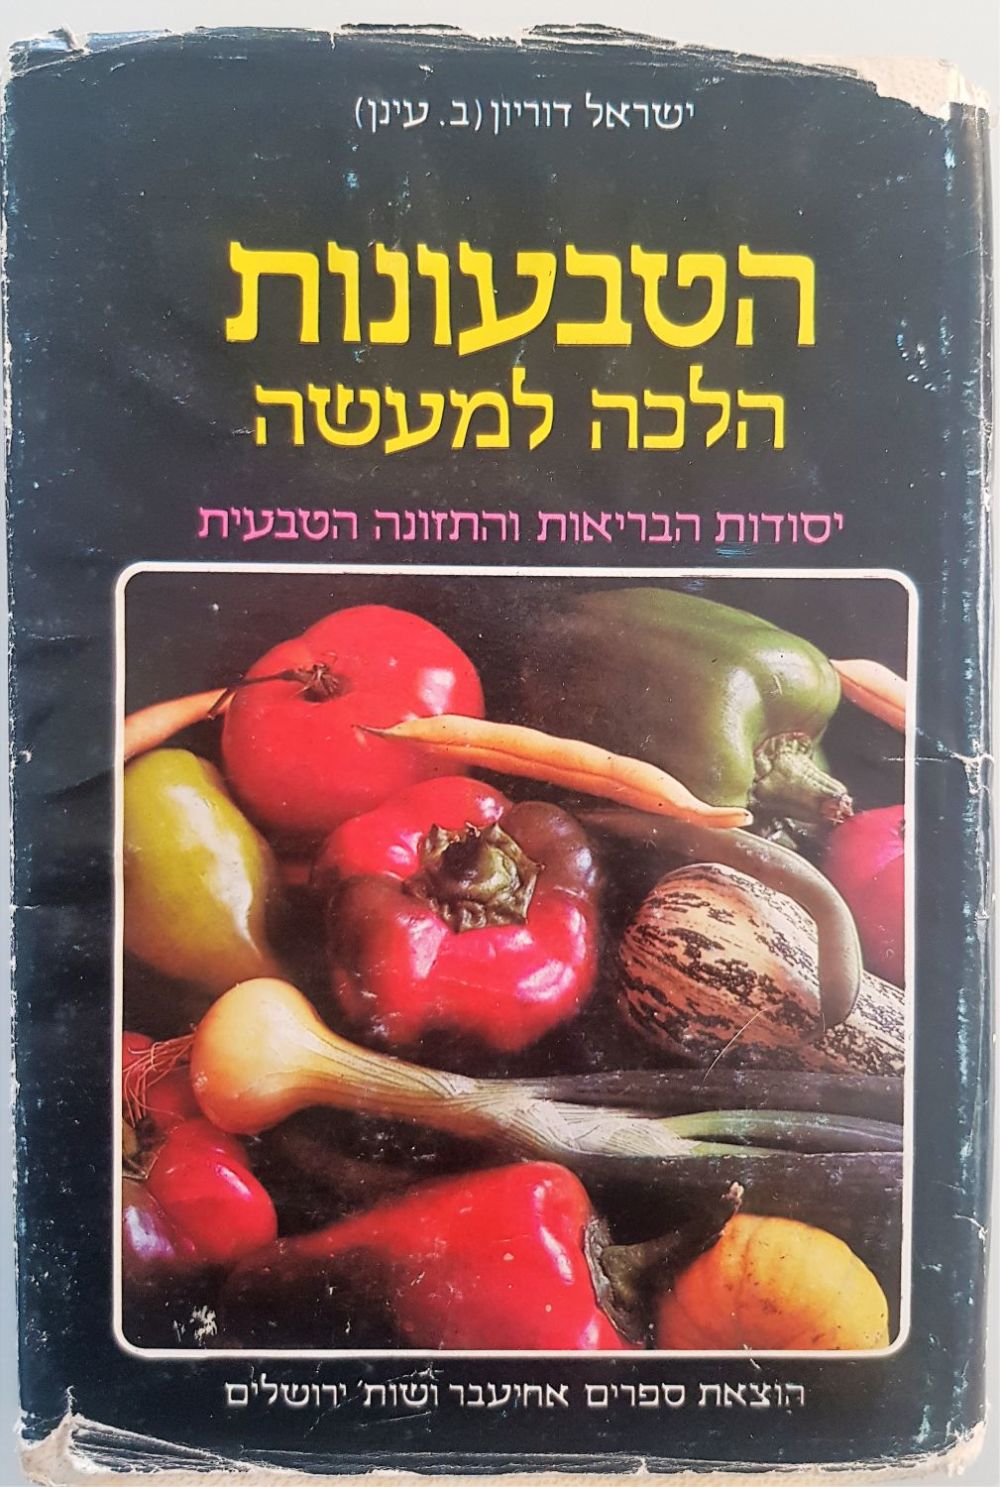 ישראל דוריון (ב. עינן)
הטבעונות
הלכה למעשה
יסודות הבריאות והתזונה הטבעית
הוצאת ספרים אחיעבר ושות' ירושלים